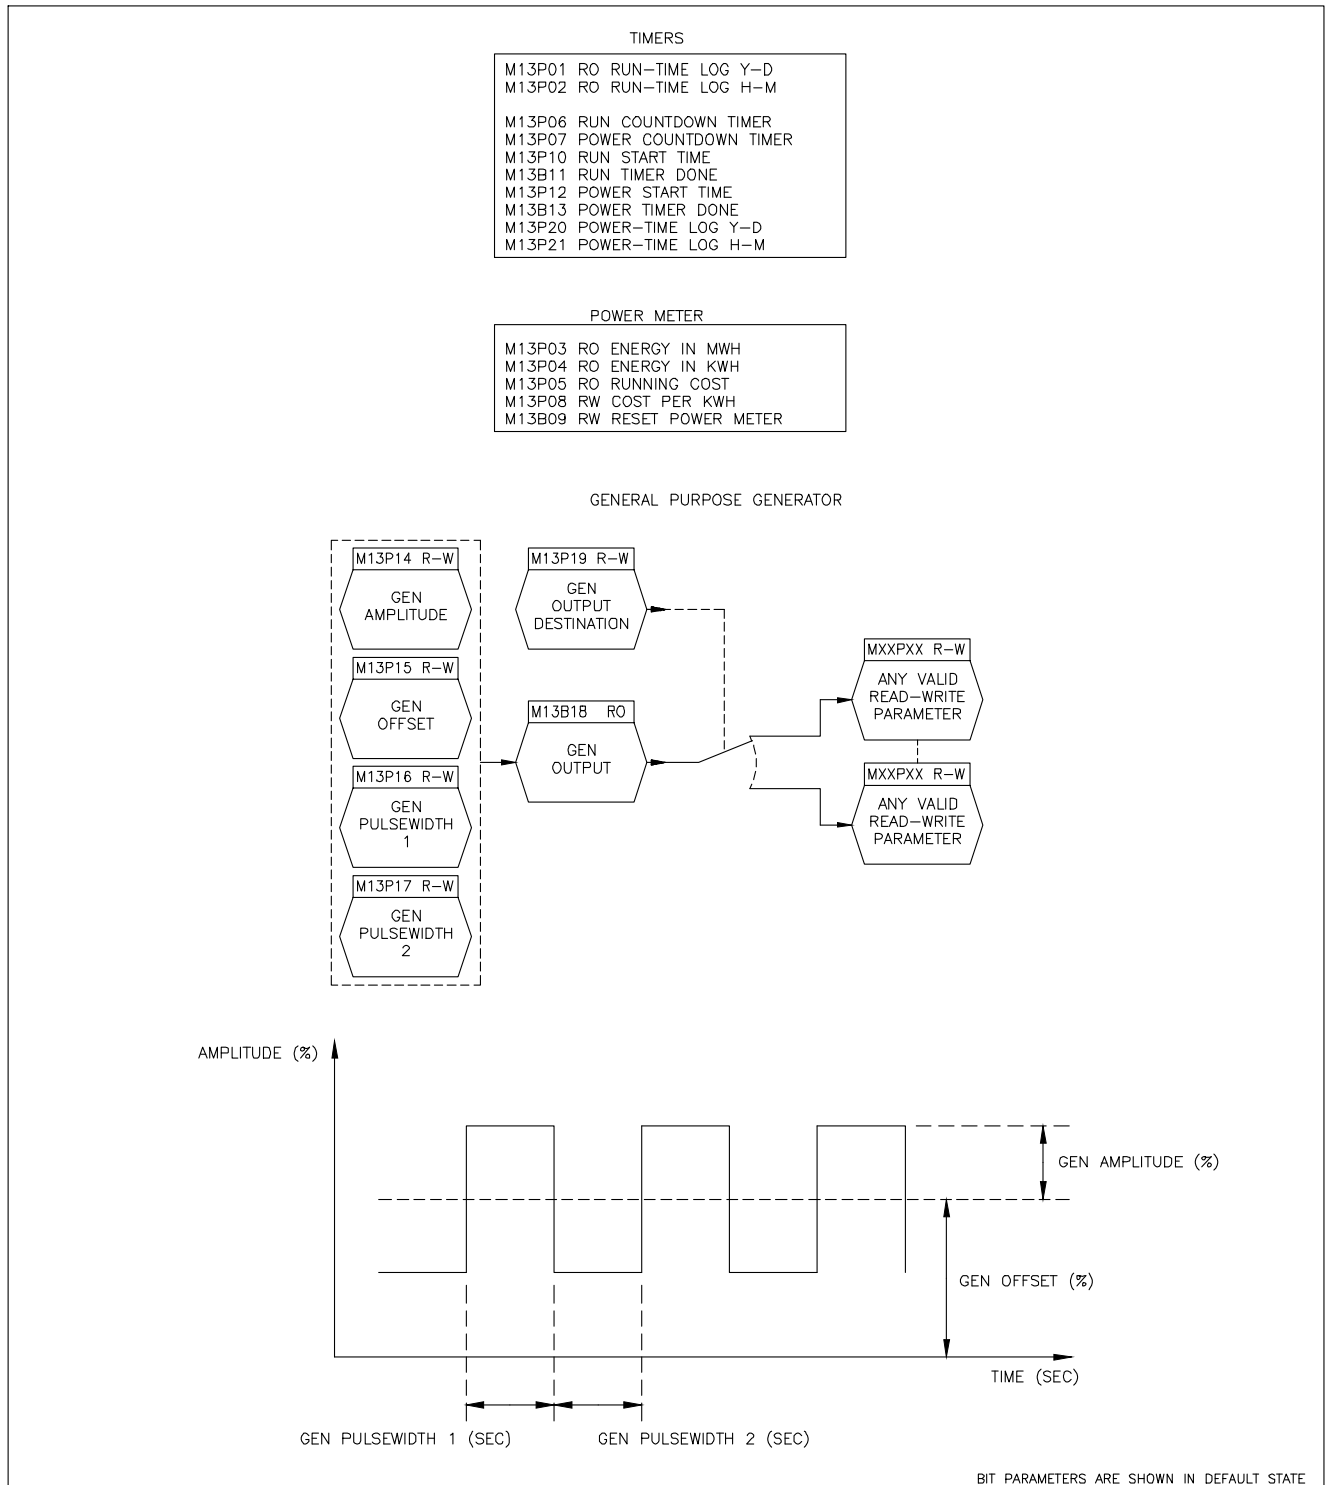 TIMERS
M13P01 RO RUN-TIME LOG Y-D
M13P02 RO RUN-TIME LOG H-M
M13P06 RUN COUNTDOWN TIMER
M13P07 POWER COUNTDOWN TIMER
M13P10 RUN START TIME
M13B11 RUN TIMER DONE
M13P12 POWER START TIME
M13B13 POWER TIMER DONE
M13P20 POWER-TIME LOG Y-D
M13P21 POWER-TIME LOG H-M
POWER METER
M13P03 RO ENERGY IN MWH
M13P04 RO ENERGY IN KWH
M13P05 RO RUNNING COST
M13P08 RW COST PER KWH
M13B09 RW RESET POWER METER
GENERAL PURPOSE GENERATOR
M13P14 R-W
GEN
AMPLITUDE
M13P15 R-W
GEN
OFFSET
M13P16 R-W
GEN
PULSEWIDTH
1
M13P17 R-W
GEN
PULSEWIDTH
2
M13P19 R-W
GEN
OUTPUT
DESTINATION
M13B18 RO
GEN
OUTPUT
MXXPXX R-W
ANY VALID
READ-WRITE
PARAMETER
MXXPXX R-W
ANY VALID
READ-WRITE
PARAMETER
AMPLITUDE (%)
GEN AMPLITUDE (%)
GEN OFFSET (%)
TIME (SEC)
GEN PULSEWIDTH 1 (SEC)
GEN PULSEWIDTH 2 (SEC)
BIT PARAMETERS ARE SHOWN IN DEFAULT STATE